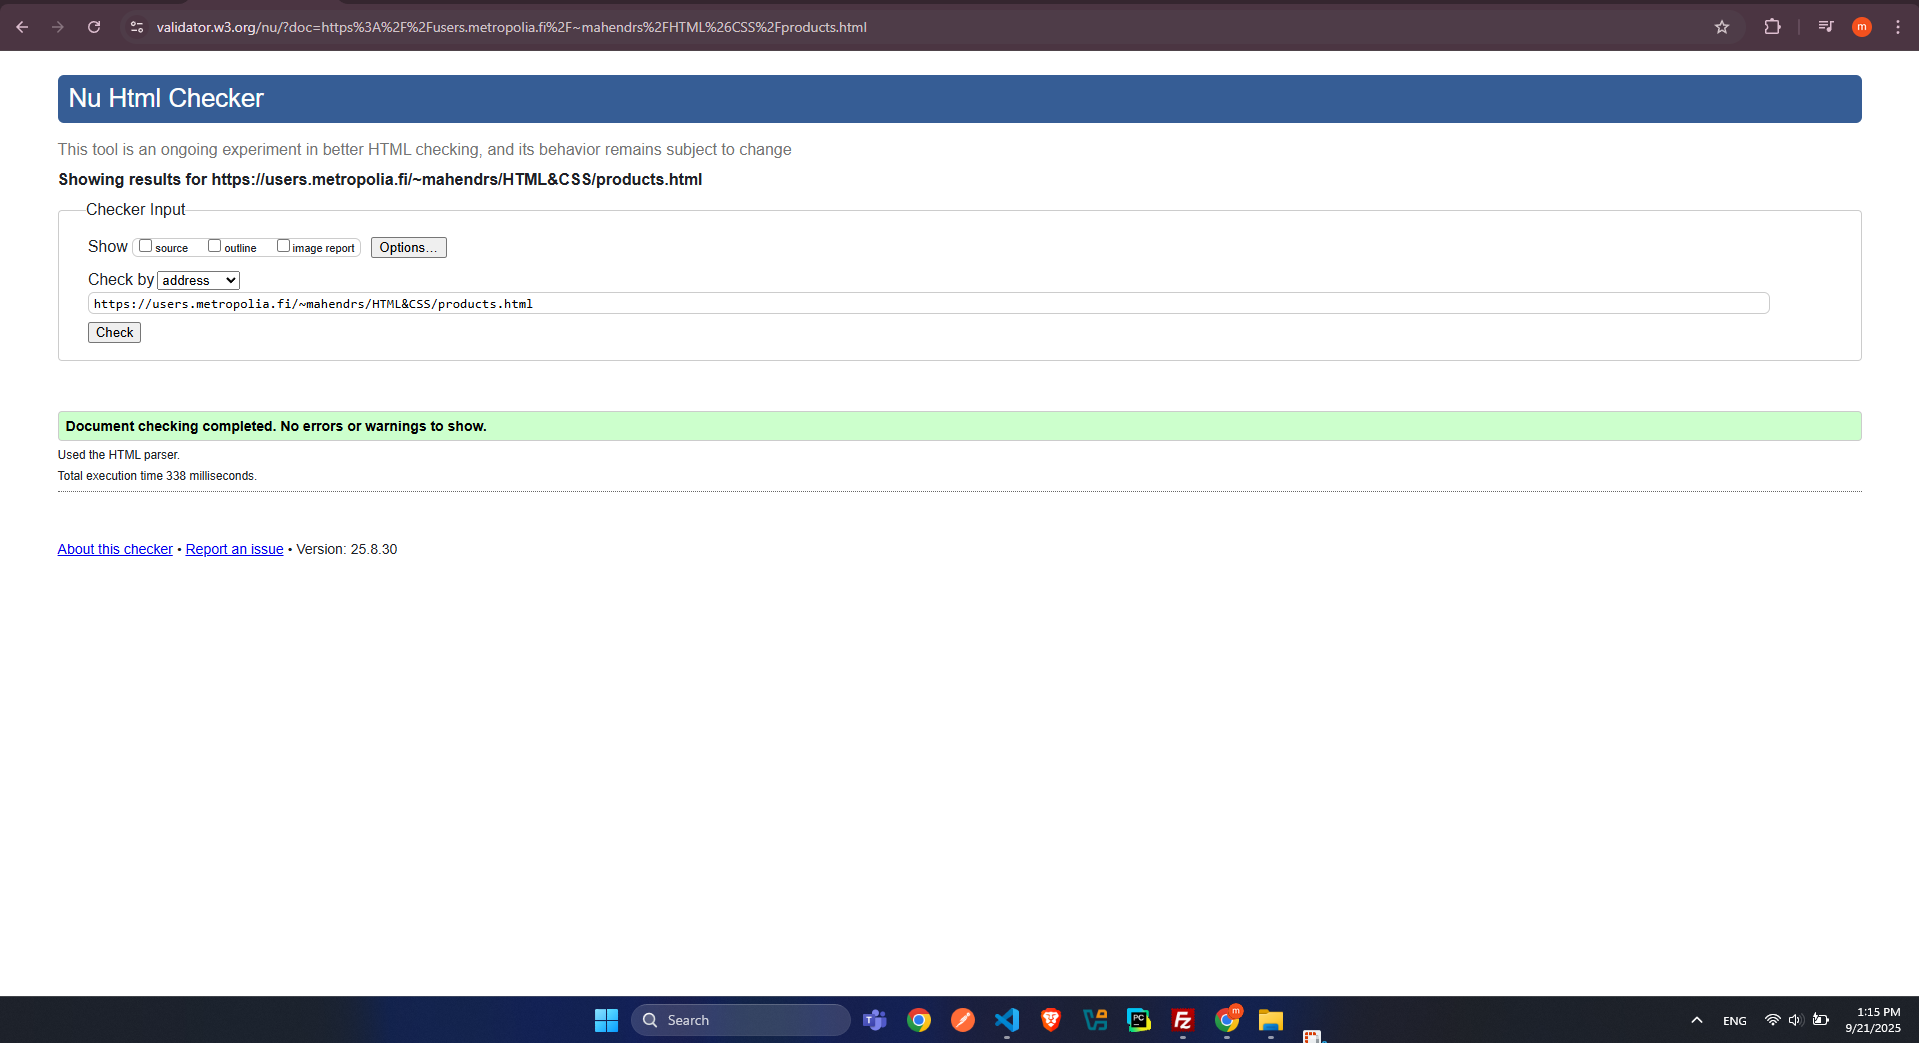 validator.w3.org/nu/?doc=https%3A%2F%2Fusers.metropolia.fi%2F~mahendrs%2FHTML%26CSS%2Fproducts.html
m
Nu Html Checker
This tool is an ongoing experiment in better HTML checking, and its behavior remains subject to change
Showing results for https://users.metropolia.fi/~mahendrs/HTML&CSS/products.html
Checker Input
Show source outline image report Options...
Check by address
https://users.metropolia.fi/~mahendrs/HTML&CSS/products.html
Check
Document checking completed. No errors or warnings to show.
Used the HTML parser.
Total execution time 338 milliseconds.
About this checker • Report an issue • Version: 25.8.30
Search
T
PC
Fz
m
ENG
1:15 PM
9/21/2025